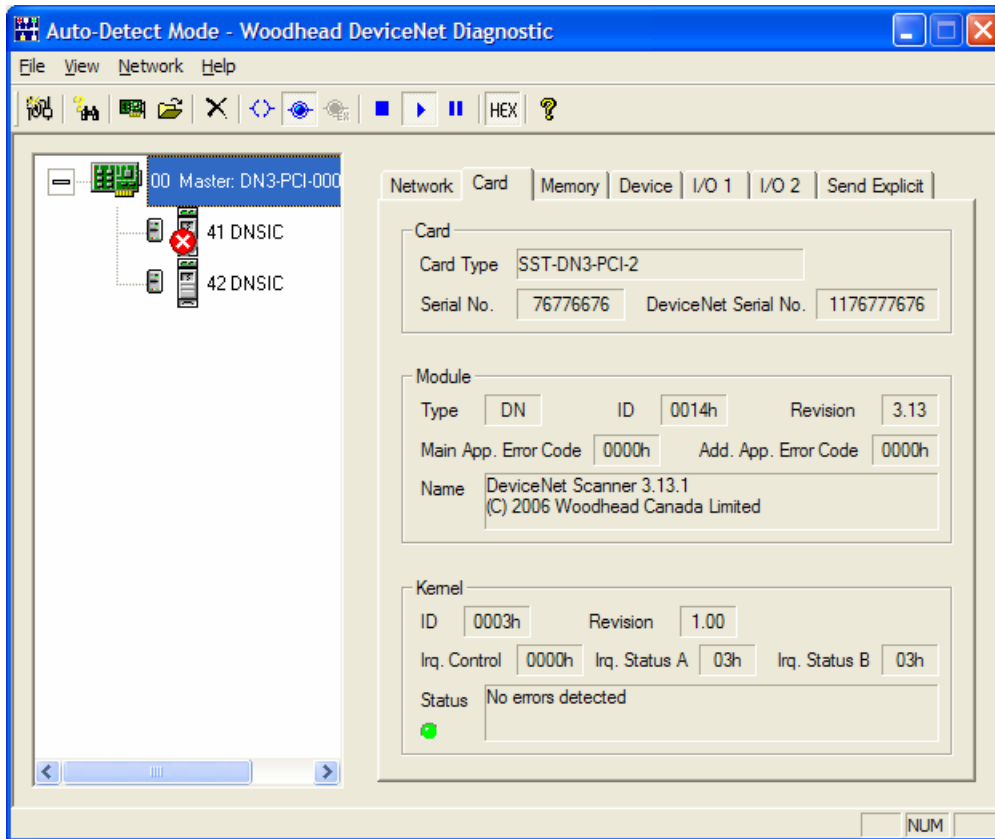 Auto-Detect Mode - Woodhead DeviceNet Diagnostic
File View Network Help
HEX
00 Master: DN3-PCI-000
41 DNSIC
42 DNSIC
Network Card Memory Device I/O 1 I/O 2 Send Explicit
Card
Card Type SST-DN3-PCI-2
Serial No. 76776676 DeviceNet Serial No. 1176777676
Module
Type DN ID 0014h Revision 3.13
Main App. Error Code 0000h Add. App. Error Code 0000h
Name DeviceNet Scanner 3.13.1
(C) 2006 Woodhead Canada Limited
Kernel
ID 0003h Revision 1.00
Irq. Control 0000h Irq. Status A 03h Irq. Status B 03h
Status No errors detected
NUM